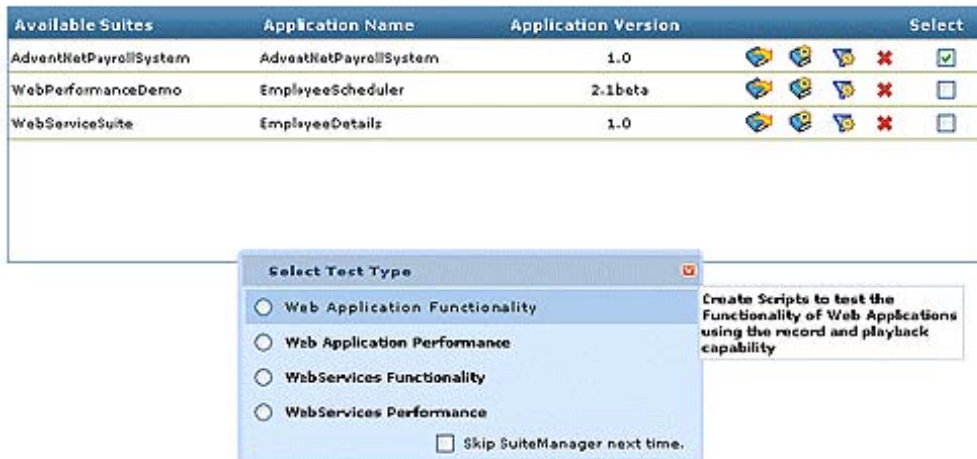 Available Suites Application Name Application Version Select
AdventNetPayrollSystem AdventNetPayrollSystem 1.0
WebPerformanceDemo EmployeeScheduler 2.1beta
WebServiceSuite EmployeeDetails 1.0
Select Test Type
Web Application Functionality
Web Application Performance
WebServices Functionality
WebServices Performance
Skip SuiteManager next time.
Create Scripts to test the
Functionality of Web Applications
using the record and playback
capability